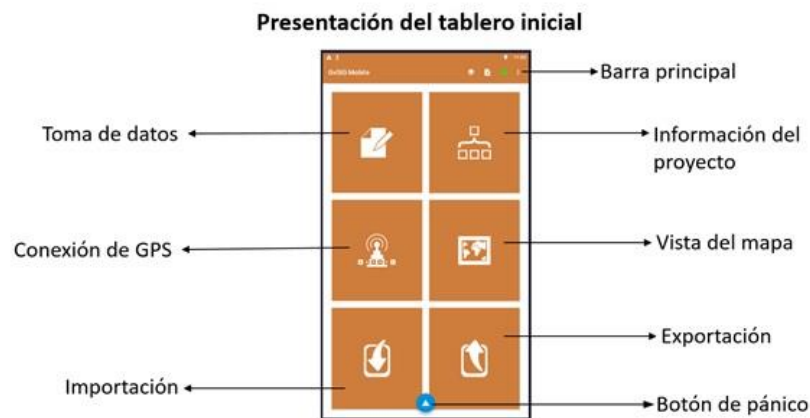 Presentación del tablero inicial
Barra principal
Toma de datos
Información del
proyecto
Conexión de GPS
Vista del mapa
Exportación
Importación
Botón de pánico